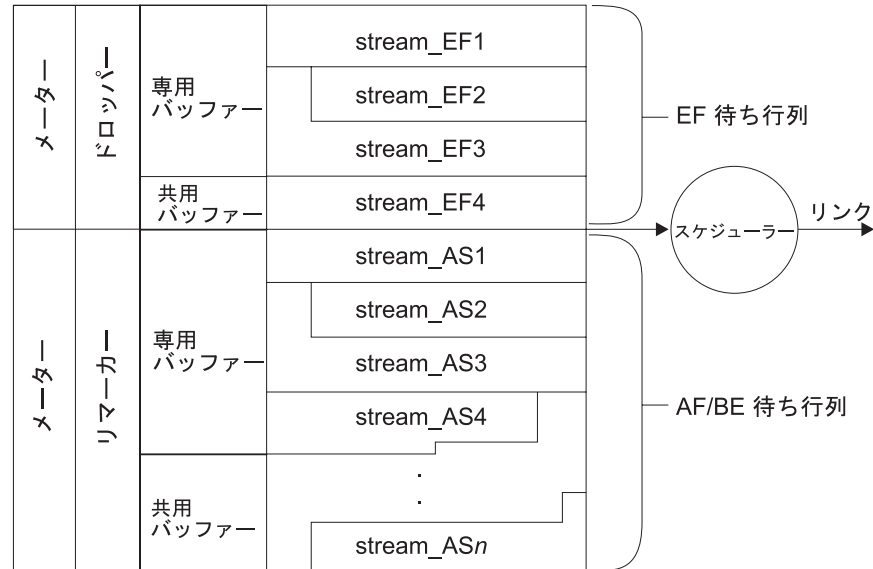 メーター
ドロッパー
専用
バッファー
stream_EF1
stream_EF2
stream_EF3
共用
バッファー
stream_EF4
EF 待ち行列
スケジューラー
リンク
メーター
リマーカー
専用
バッファー
stream_AS1
stream_AS2
stream_AS3
stream_AS4
AF/BE 待ち行列
共用
バッファー
.
.
stream_ASn